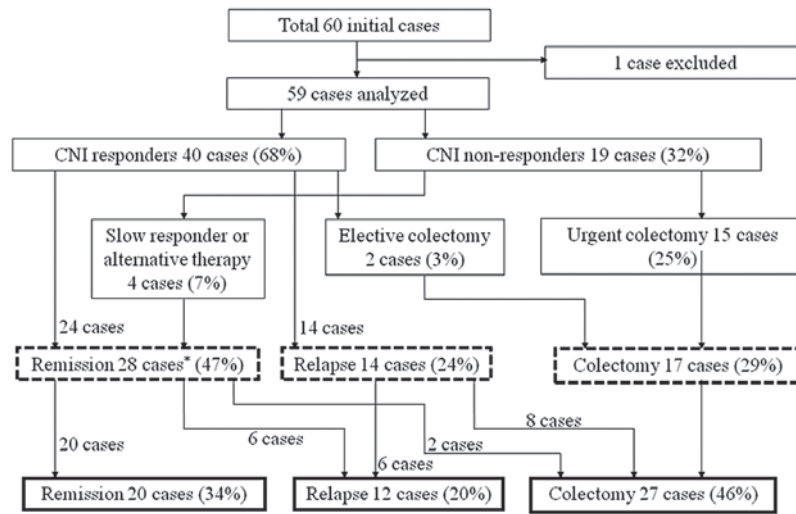 Total 60 initial cases
1 case excluded
59 cases analyzed
CNI responders 40 cases (68%)
CNI non-responders 19 cases (32%)
Slow responder or
alternative therapy
4 cases (7%)
Elective colectomy
2 cases (3%)
Urgent colectomy 15 cases
(25%)
24 cases
14 cases
Remission 28 cases* (47%)
Relapse 14 cases (24%)
Colectomy 17 cases (29%)
20 cases
6 cases
6 cases
2 cases
8 cases
Remission 20 cases (34%)
Relapse 12 cases (20%)
Colectomy 27 cases (46%)